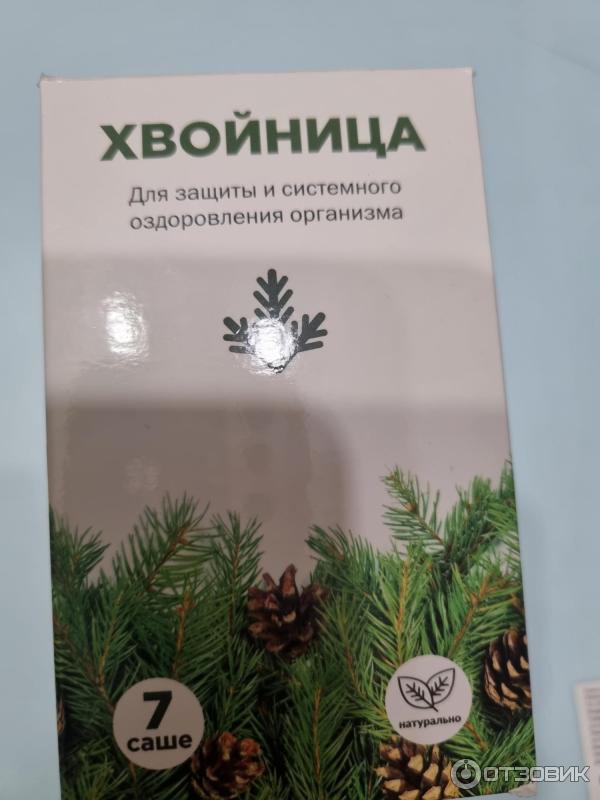 ХВОЙНИЦА
Для защиты и системного
оздоровления организма
7
саше
натурально
ОТЗОВИК